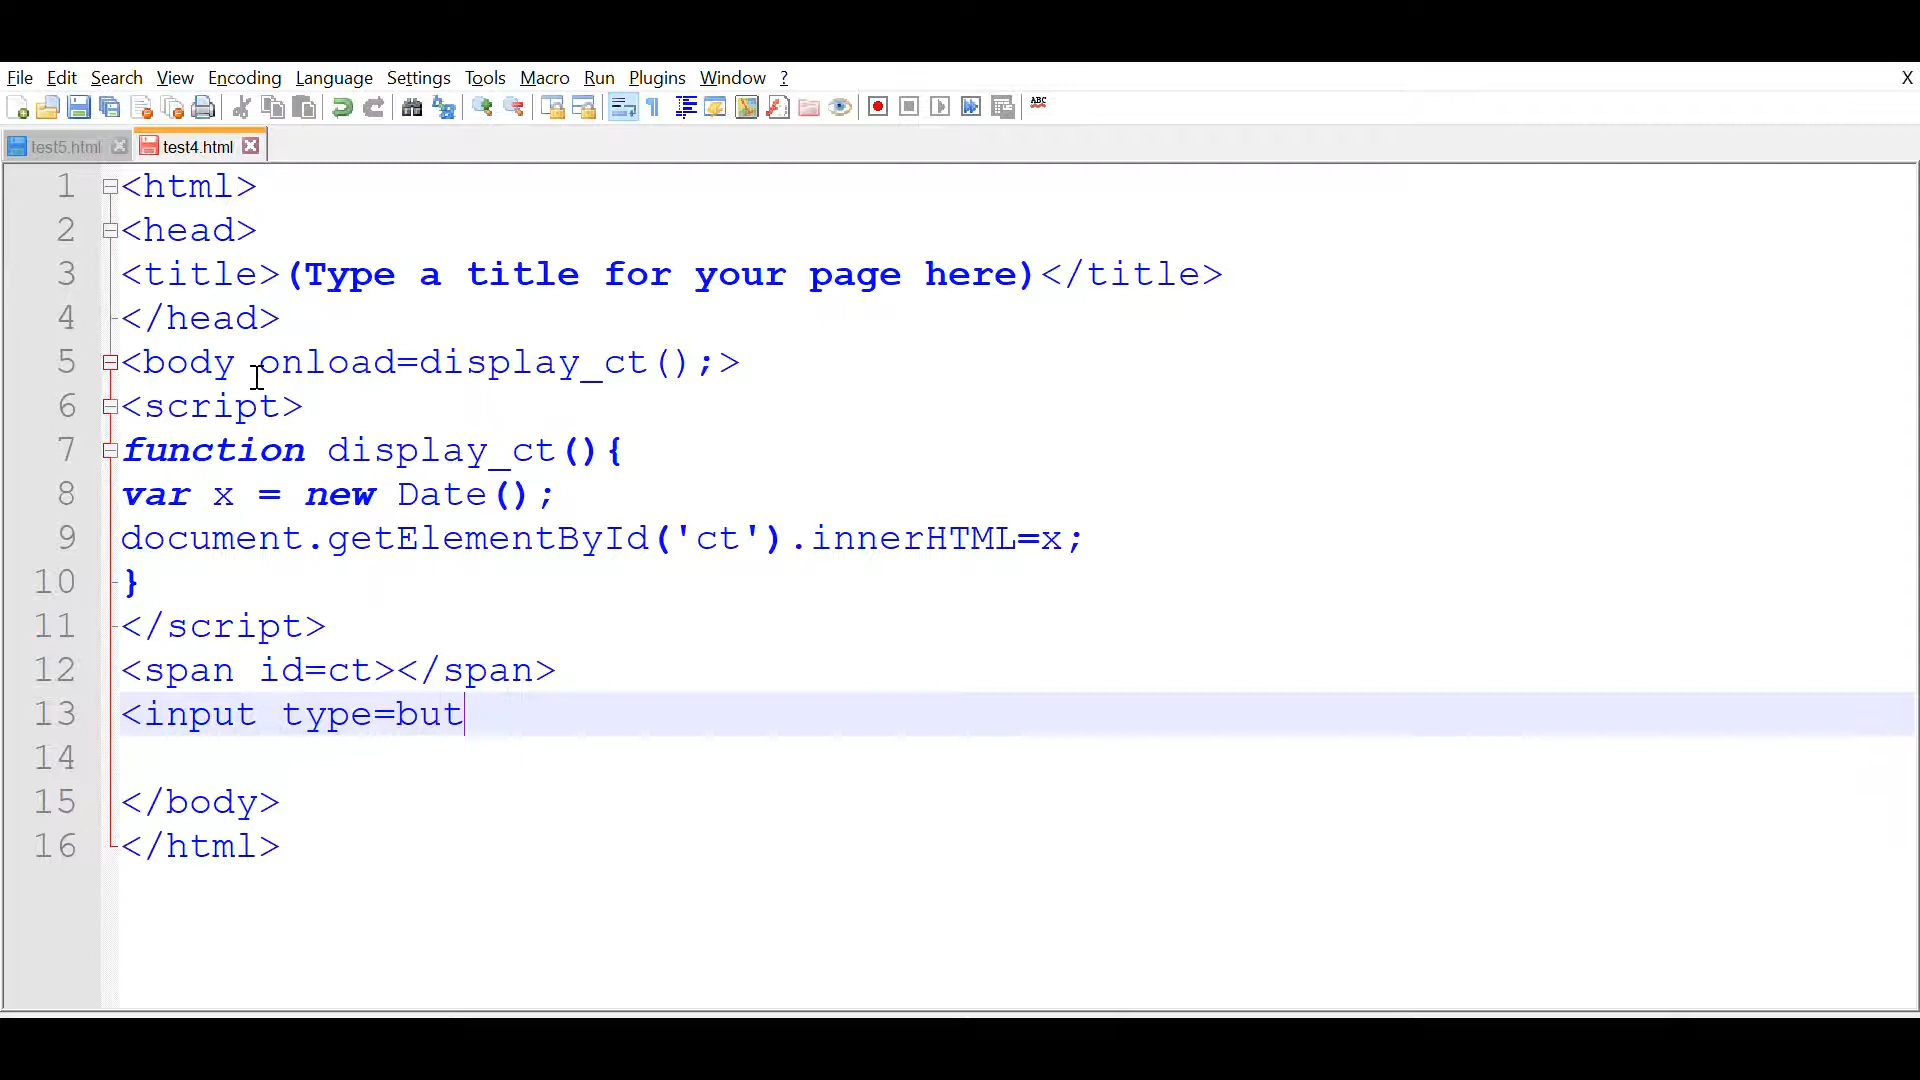 File Edit Search View Encoding Language Settings Tools Macro Run Plugins Window ? X
ABC
test5.html test4.html
1 <html>
2 <head>
3 <title>(Type a title for your page here)</title>
4 </head>
5 <body onload=display_ct();>
6 <script>
7 function display_ct(){
8 var x = new Date();
9 document.getElementById('ct').innerHTML=x;
10 }
11 </script>
12 <span id=ct></span>
13 <input type=but
14
15 </body>
16 </html>